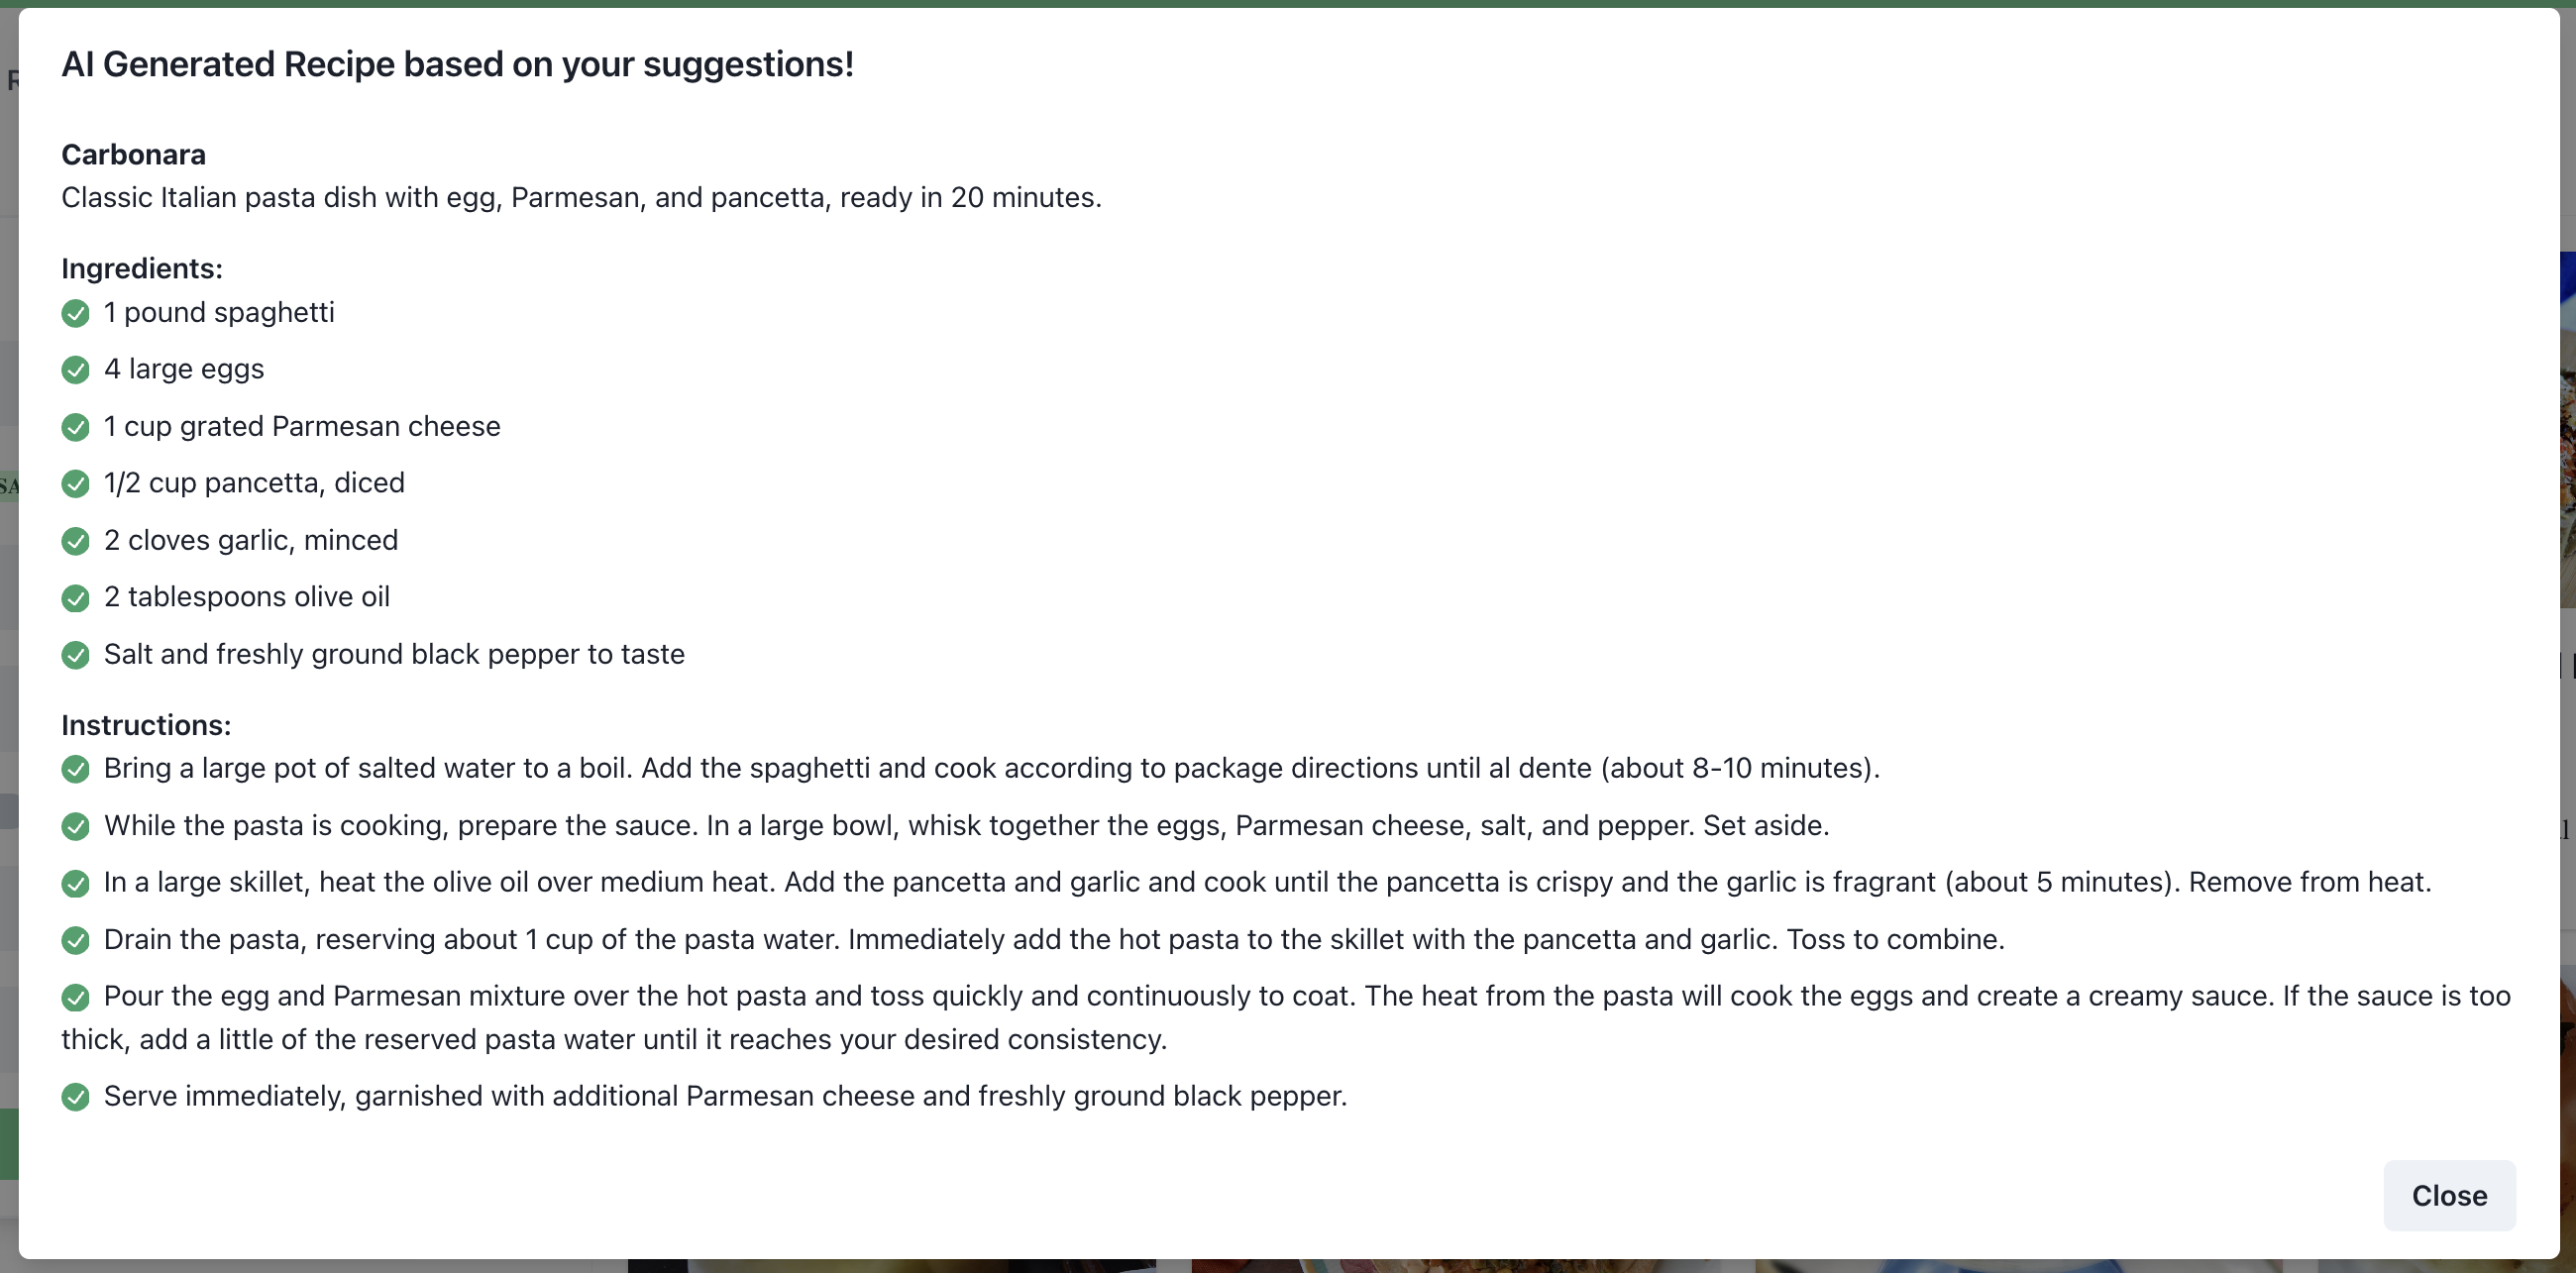 AI Generated Recipe based on your suggestions!
Carbonara
Classic Italian pasta dish with egg, Parmesan, and pancetta, ready in 20 minutes.
Ingredients:
1 pound spaghetti
4 large eggs
1 cup grated Parmesan cheese
1/2 cup pancetta, diced
2 cloves garlic, minced
2 tablespoons olive oil
Salt and freshly ground black pepper to taste
Instructions:
Bring a large pot of salted water to a boil. Add the spaghetti and cook according to package directions until al dente (about 8-10 minutes).
While the pasta is cooking, prepare the sauce. In a large bowl, whisk together the eggs, Parmesan cheese, salt, and pepper. Set aside.
In a large skillet, heat the olive oil over medium heat. Add the pancetta and garlic and cook until the pancetta is crispy and the garlic is fragrant (about 5 minutes). Remove from heat.
Drain the pasta, reserving about 1 cup of the pasta water. Immediately add the hot pasta to the skillet with the pancetta and garlic. Toss to combine.
Pour the egg and Parmesan mixture over the hot pasta and toss quickly and continuously to coat. The heat from the pasta will cook the eggs and create a creamy sauce. If the sauce is too
thick, add a little of the reserved pasta water until it reaches your desired consistency.
Serve immediately, garnished with additional Parmesan cheese and freshly ground black pepper.
Close